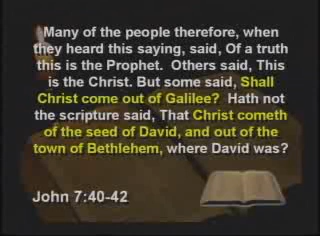 Many of the people therefore, when
they heard this saying, said, Of a truth
this is the Prophet. Others said, This
is the Christ. But some said, Shall
Christ come out of Galilee? Hath not
the scripture said, That Christ cometh
of the seed of David, and out of the
town of Bethlehem, where David was?
John 7:40-42